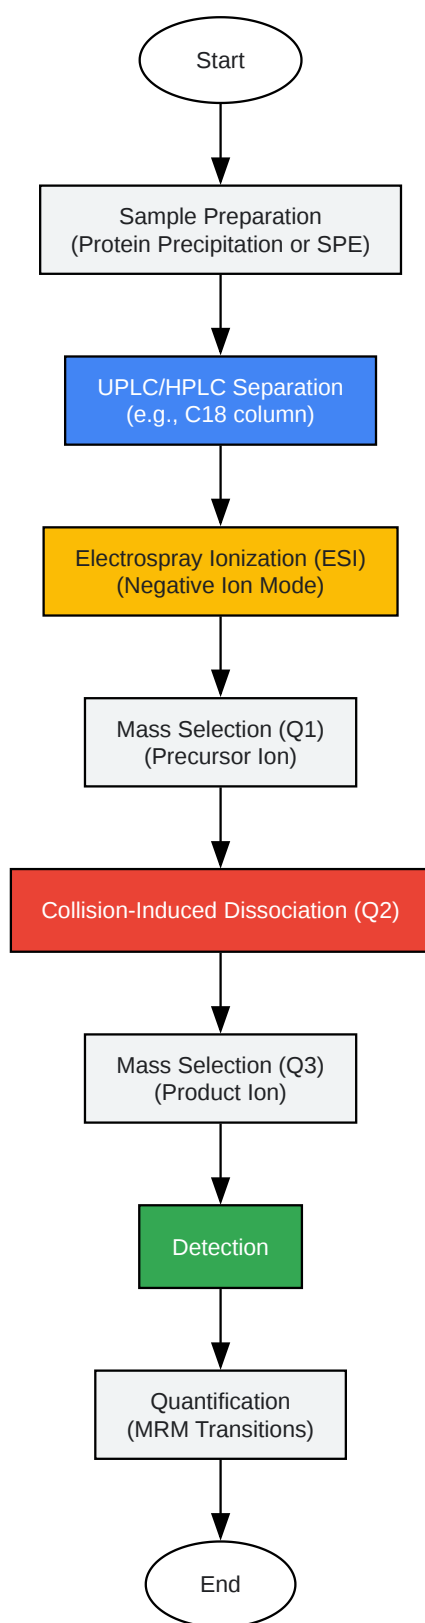 Start
Sample Preparation
(Protein Precipitation or SPE)
UPLC/HPLC Separation
(e.g., C18 column)
Electrospray Ionization (ESI)
(Negative Ion Mode)
Mass Selection (Q1)
(Precursor Ion)
Collision-Induced Dissociation (Q2)
Mass Selection (Q3)
(Product Ion)
Detection
Quantification
(MRM Transitions)
End